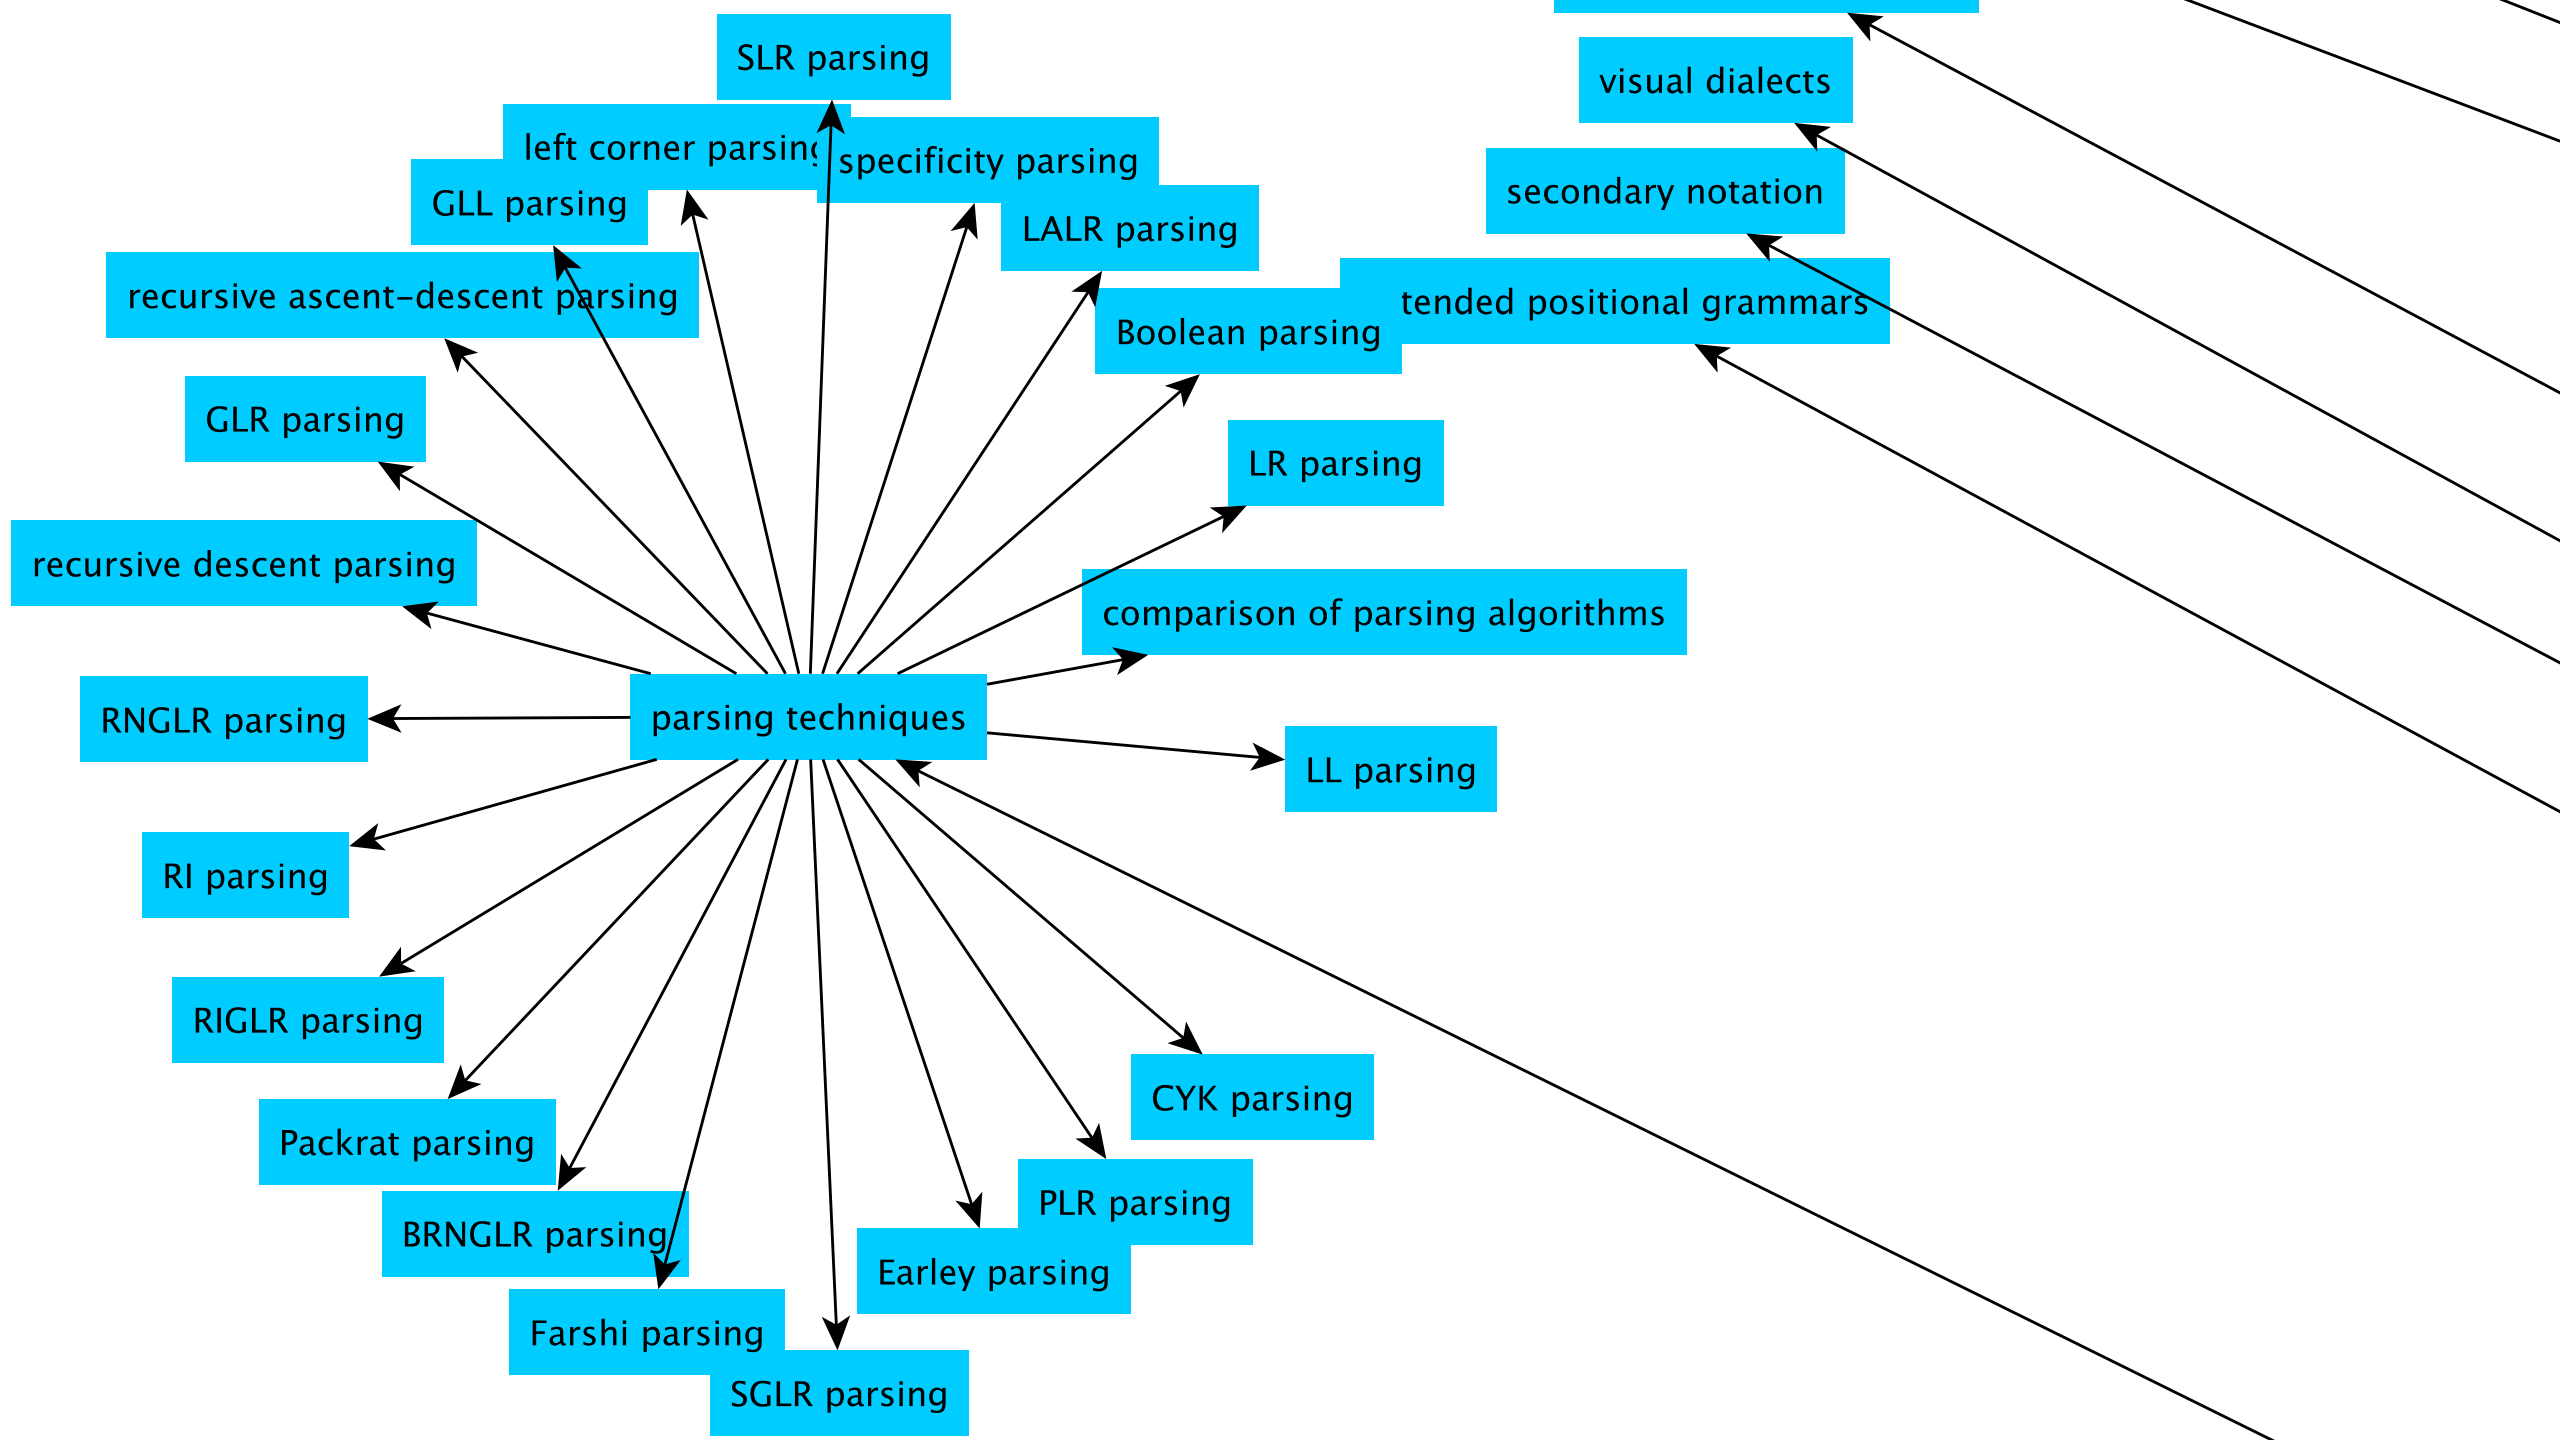 SLR parsing
visual dialects
left corner parsing
specificity parsing
secondary notation
GLL parsing
LALR parsing
recursive ascent-descent parsing
tended positional grammars
Boolean parsing
GLR parsing
LR parsing
recursive descent parsing
comparison of parsing algorithms
parsing techniques
RNGLR parsing
LL parsing
RI parsing
RIGLR parsing
CYK parsing
Packrat parsing
PLR parsing
BRNGLR parsing
Earley parsing
Farshi parsing
SGLR parsing